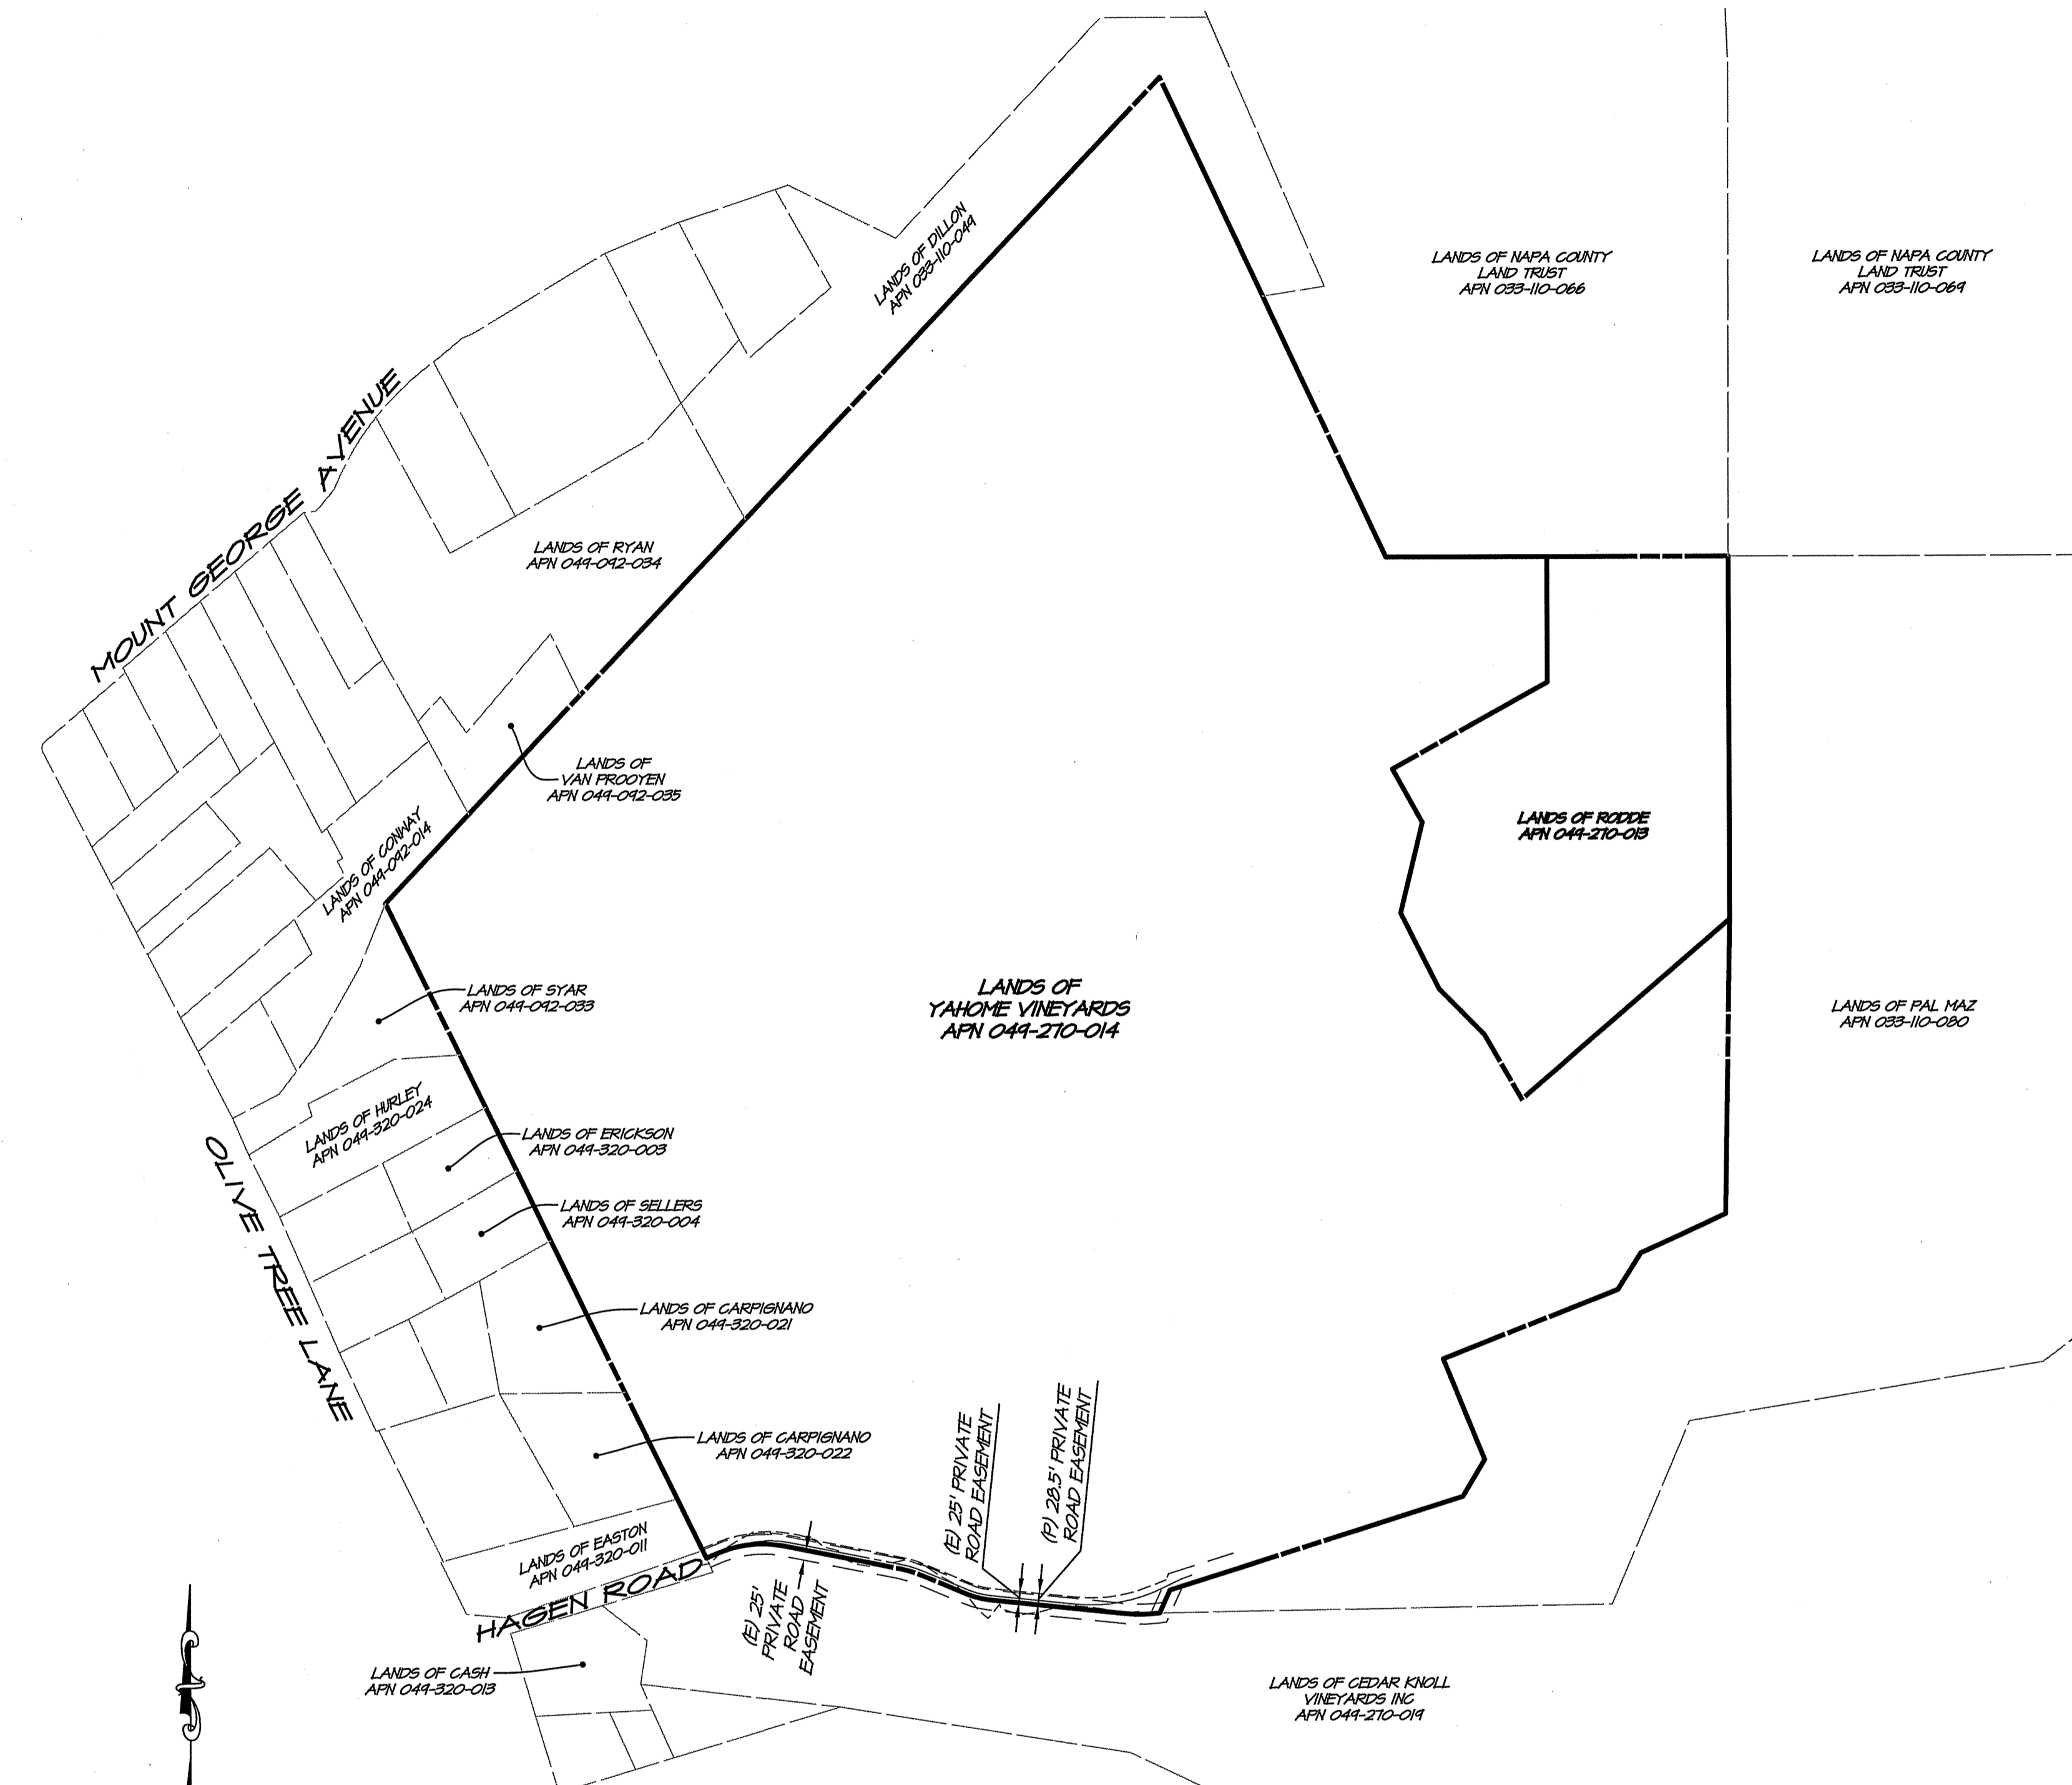 LANDS OF DILLON
APN 033-110-049
LANDS OF NAPA COUNTY
LAND TRUST
APN 033-110-066
LANDS OF NAPA COUNTY
LAND TRUST
APN 033-110-069
MOUNT GEORGE AVENUE
LANDS OF RYAN
APN 049-092-034
LANDS OF
VAN PROOYEN
APN 049-092-035
LANDS OF CONWAY
APN 049-092-014
LANDS OF RODDE
APN 049-270-013
LANDS OF SYAR
APN 049-092-033
LANDS OF
YAHOME VINEYARDS
APN 049-270-014
LANDS OF PAL MAZ
APN 033-110-080
LANDS OF HURLEY
APN 049-320-024
LANDS OF ERICKSON
APN 049-320-003
OLIVE TREE LANE
LANDS OF SELLERS
APN 049-320-004
LANDS OF CARPIGNANO
APN 049-320-021
LANDS OF CARPIGNANO
APN 049-320-022
(E) 25' PRIVATE
ROAD EASEMENT
(P) 28.5' PRIVATE
ROAD EASEMENT
LANDS OF EASTON
APN 049-320-011
HAGEN ROAD
(E) 25'
PRIVATE
ROAD
EASEMENT
LANDS OF CASH
APN 049-320-013
LANDS OF CEDAR KNOLL
VINEYARDS INC
APN 049-270-019